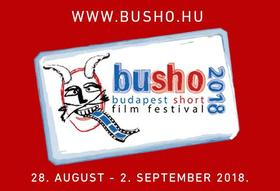 WWW.BUSHO.HU
busho
2018
budapest short
film festival
28. AUGUST - 2. SEPTEMBER 2018.